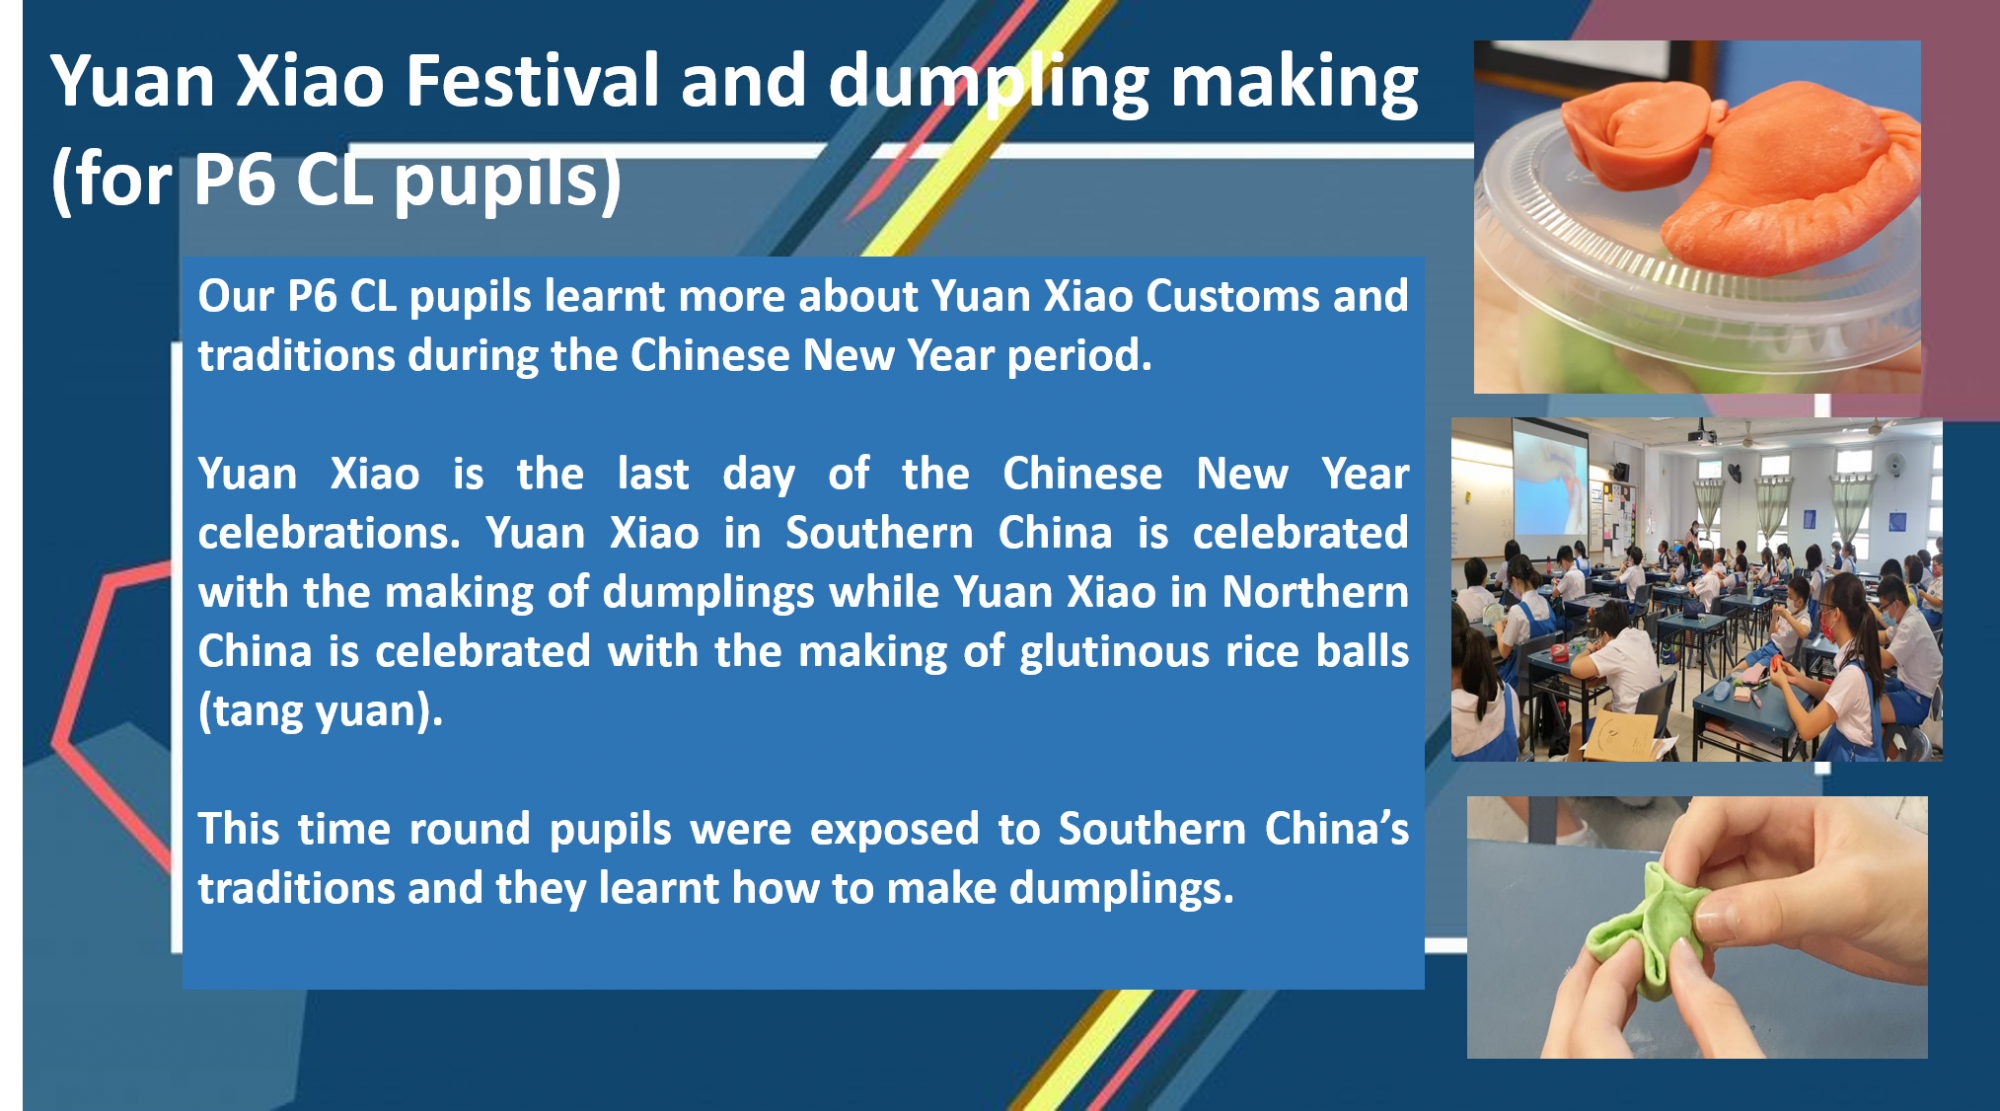 Yuan Xiao Festival and dumpling making
(for P6 CL pupils)
Our P6 CL pupils learnt more about Yuan Xiao Customs and
traditions during the Chinese New Year period.
Yuan Xiao is the last day of the Chinese New Year
celebrations. Yuan Xiao in Southern China is celebrated
with the making of dumplings while Yuan Xiao in Northern
China is celebrated with the making of glutinous rice balls
(tang yuan).
This time round pupils were exposed to Southern China’s
traditions and they learnt how to make dumplings.